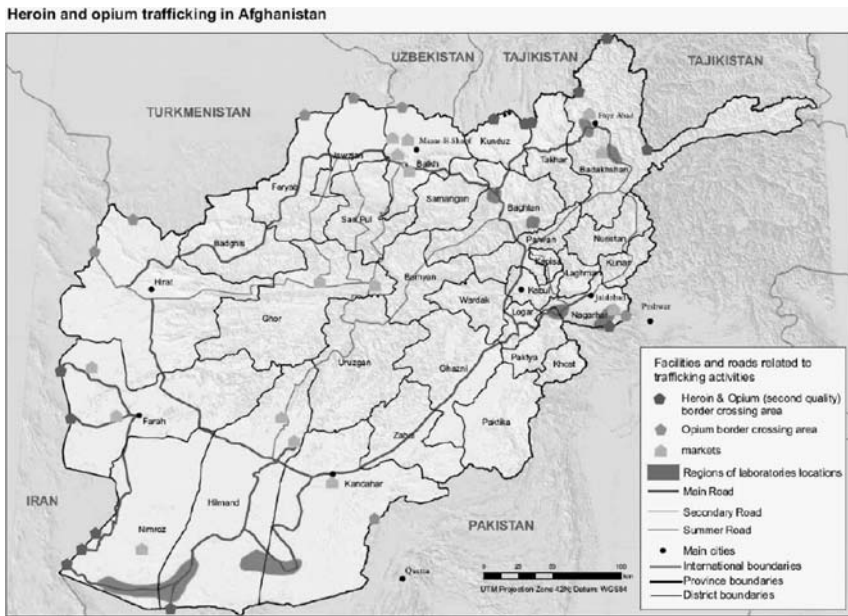 Heroin and opium trafficking in Afghanistan
UZBEKISTAN
TAJIKISTAN
TAJIKISTAN
TURKMENISTAN
Fayz Abad
Mazar-li-Sharif
Kunduz
Jawzjan
Balkh
Takhar
Badakhshan
Faryab
Samangan
Baghlan
Sari Pul
Badghis
Parwan
Nuristan
Kapisa
Kunar
Bamyan
Laghman
Hirat
Kabul
Jalalabad
Wardak
Peshwar
Ghor
Logar
Nagarhar
Uruzgan
Ghazni
Paktya
Khost
Farah
Paktika
Zabul
IRAN
Kandahar
Hilmand
Nimroz
PAKISTAN
Quetta
Facilities and roads related to
trafficking activities
Heroin & Opium (second quality)
border crossing area
Opium border crossing area
markets
Regions of laboratories locations
Main Road
Secondary Road
Summer Road
Main cities
International boundaries
Province boundaries
District boundaries
UTM Projection Zone 42N; Datum: WGS84